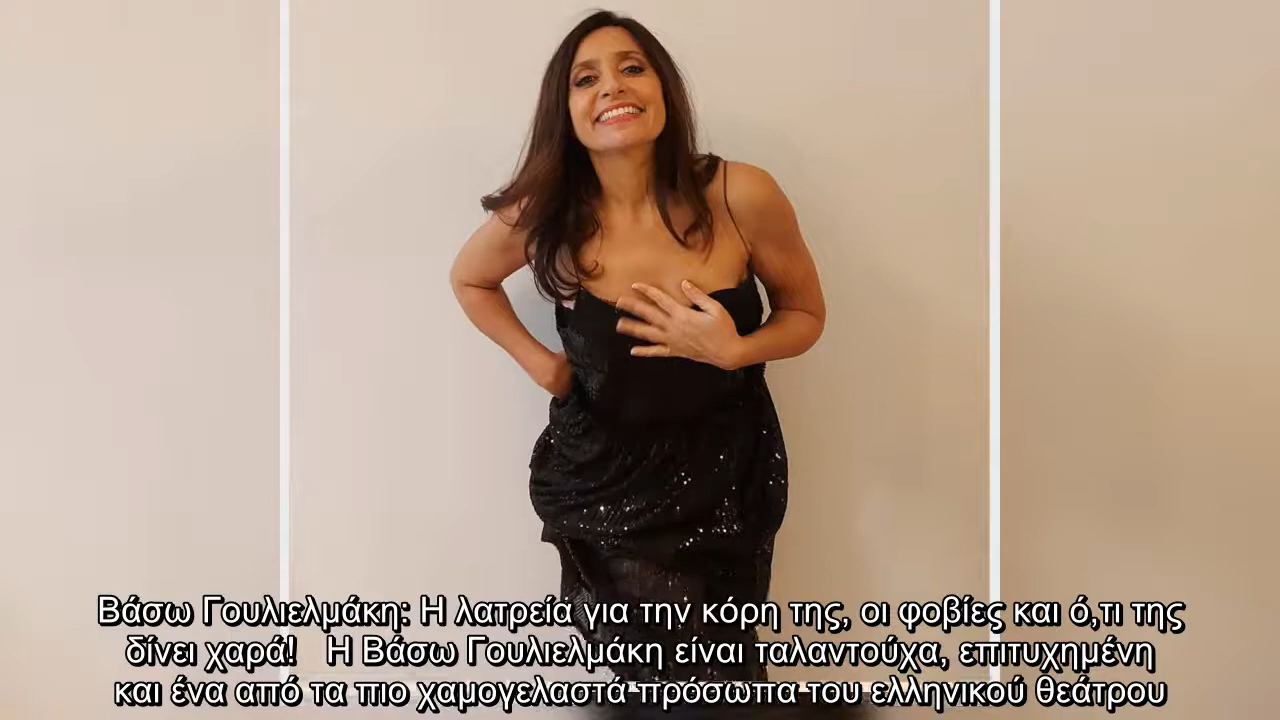 Βάσω Γουλιελμάκη: Η λατρεία για την κόρη της, οι φοβίες και ό,τι της
δίνει χαρά!   Η Βάσω Γουλιελμάκη είναι ταλαντούχα, επιτυχημένη
και ένα από τα πιο χαμογελαστά πρόσωπα του ελληνικού θεάτρου